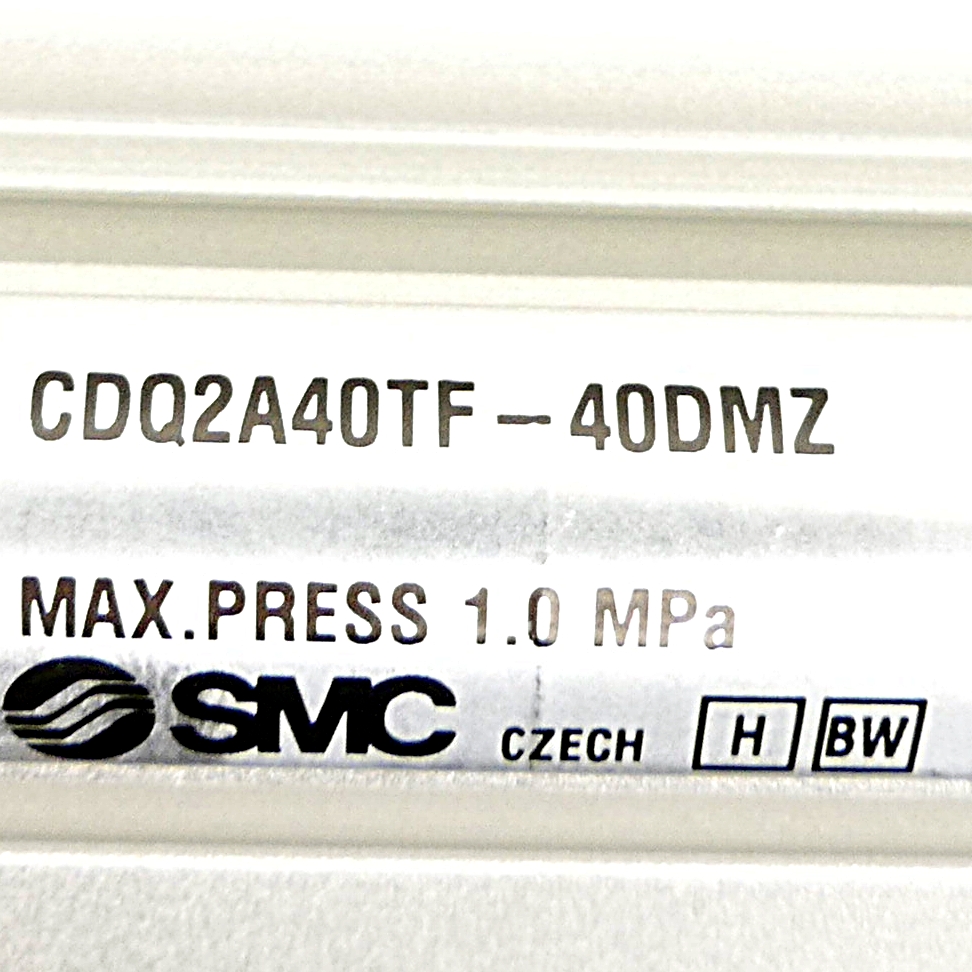 CDQ2A40TF-40DMZ
MAX.PRESS 1.0 MPa
SMC CZECH H BW